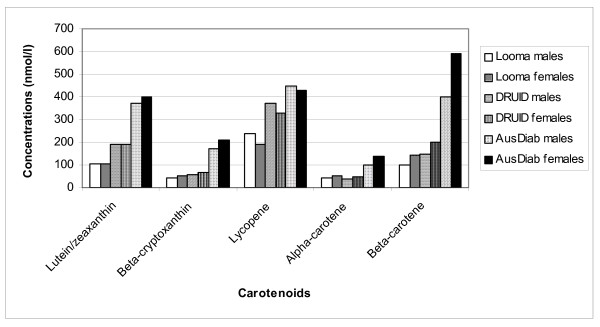 Concentrations (nmol/l)
700
600
500
400
300
200
100
0
Lutein/zeaxanthin
Beta-cryptoxanthin
Lycopene
Alpha-carotene
Beta-carotene
Carotenoids
Looma males
Looma females
DRUID males
DRUID females
AusDiab males
AusDiab females